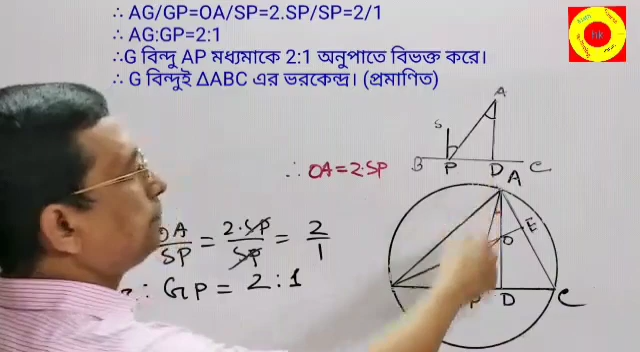 ∴ AG/GP=OA/SP=2.SP/SP=2/1
∴ AG:GP=2:1
∴G বিন্দু AP মধ্যমাকে 2:1 অনুপাতে বিভক্ত করে।
∴ G বিন্দুই ΔABC এর ভরকেন্দ্র। (প্রমাণিত)
hk
A
S
B P D C
∴ OA=2·SP
A
E
O
P D C
OA/SP = 2·SP/SP = 2/1
∴ GP = 2:1